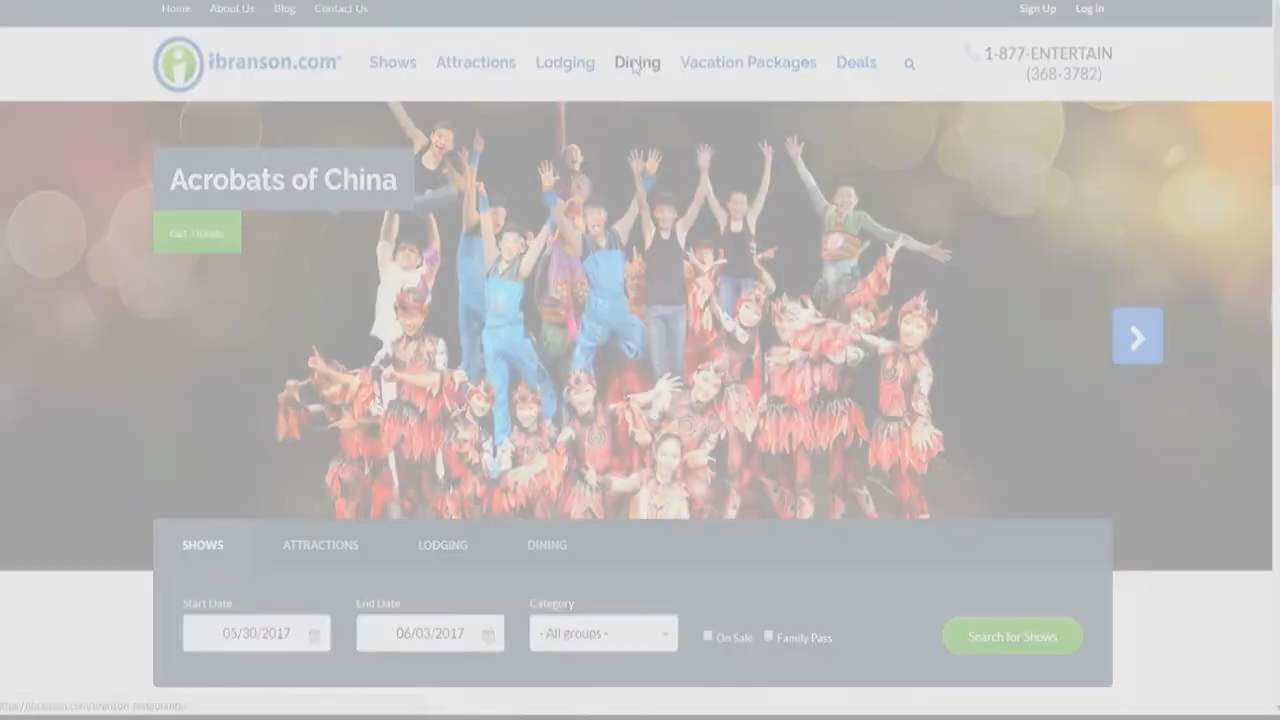 Home About Us Blog Contact Us Sign Up Log in
ibranson.com Shows Attractions Lodging Dining Vacation Packages Deals 1-877-ENTERTAIN
(368-3782)
Acrobats of China
Get Tickets
SHOWS ATTRACTIONS LODGING DINING
Start Date End Date Category
05/30/2017 06/03/2017 - All groups - On Sale Family Pass Search for Shows